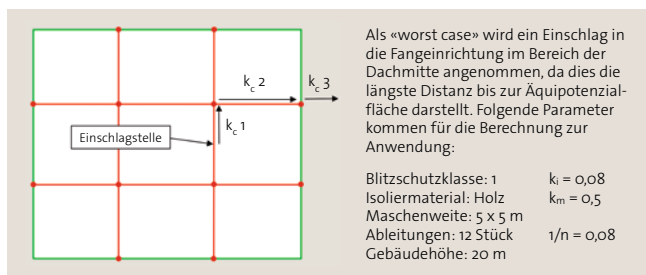 k_c 2
k_c 3
k_c 1
Einschlagstelle
Als «worst case» wird ein Einschlag in
die Fangeinrichtung im Bereich der
Dachmitte angenommen, da dies die
längste Distanz bis zur Äquipotenzial-
fläche darstellt. Folgende Parameter
kommen für die Berechnung zur
Anwendung:
Blitzschutzklasse: 1 kᵢ = 0,08
Isoliermaterial: Holz kₘ = 0,5
Maschenweite: 5 x 5 m
Ableitungen: 12 Stück 1/n = 0,08
Gebäudehöhe: 20 m